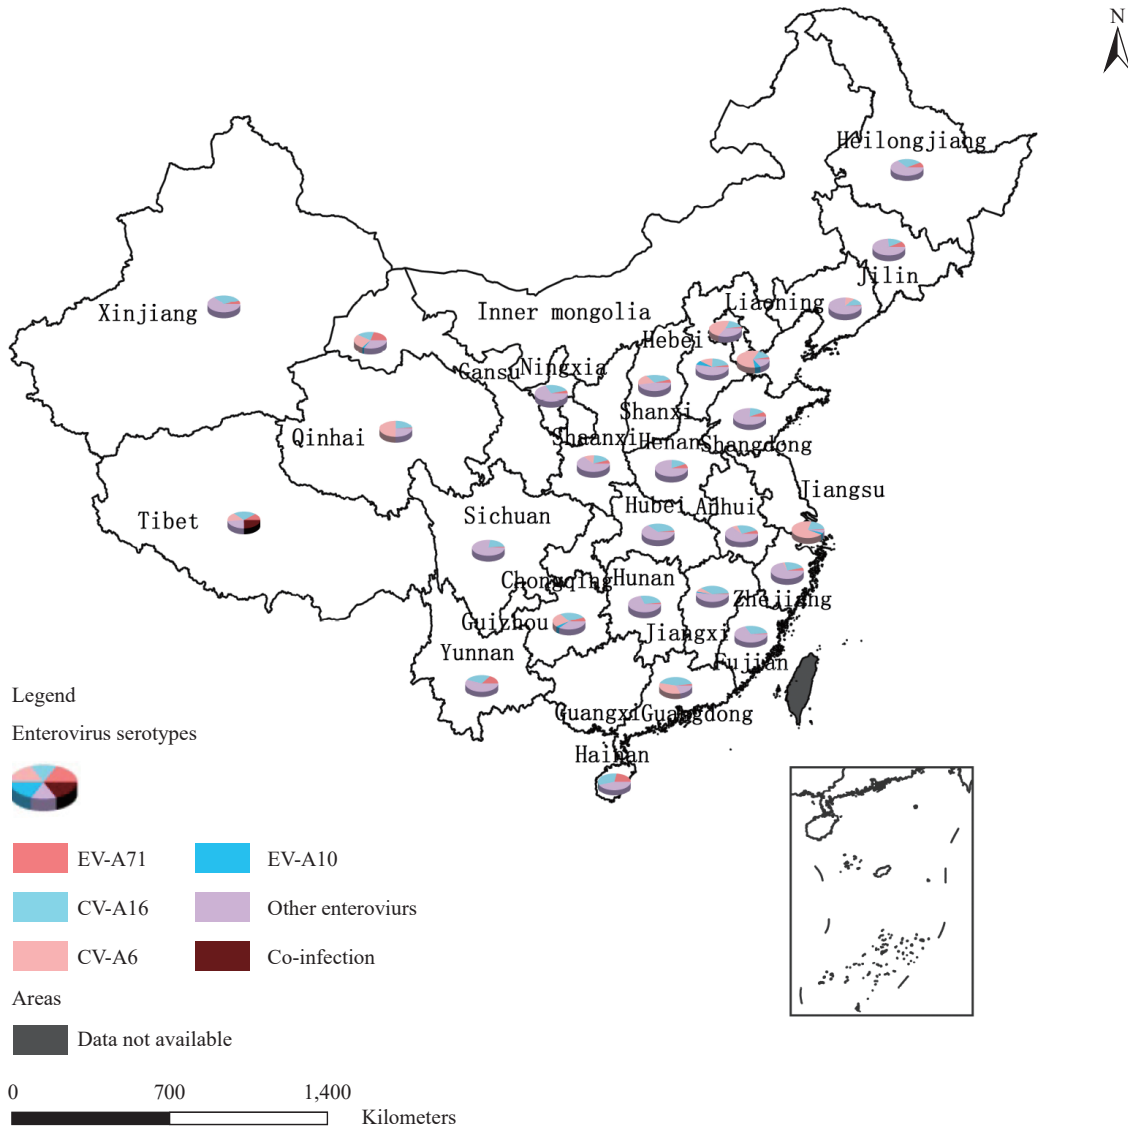 N
Heilongjiang
Jilin
Liaoning
Xinjiang
Inner mongolia
Hebei
Gansu
Ningxia
Shanxi
Qinhai
Shaanxi
Henan
Shangdong
Jiangsu
Tibet
Sichuan
Hubei
Anhui
Chongqing
Hunan
Zhejiang
Guizhou
Jiangxi
Yunnan
Fujian
Guangxi
Guangdong
Hainan
Legend
Enterovirus serotypes
EV-A71
EV-A10
CV-A16
Other enteroviurs
CV-A6
Co-infection
Areas
Data not available
0 700 1,400
Kilometers